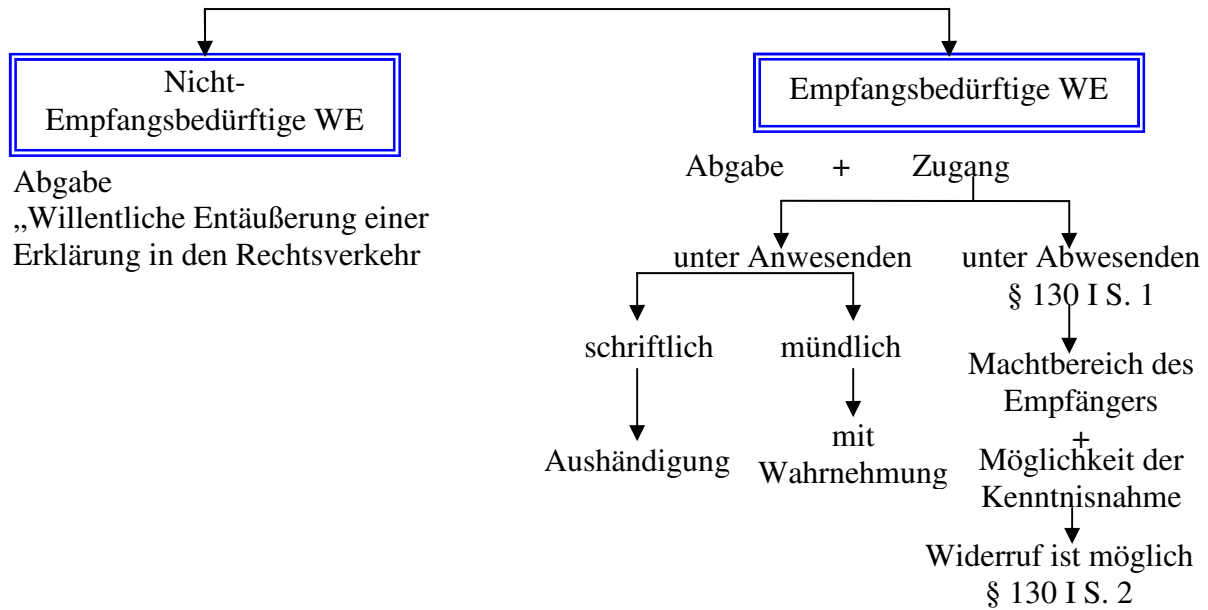 Nicht-
Empfangsbedürftige WE
Abgabe
„Willentliche Entäußerung einer
Erklärung in den Rechtsverkehr
Empfangsbedürftige WE
Abgabe + Zugang
unter Anwesenden
schriftlich
Aushändigung
mündlich
mit
Wahrnehmung
unter Abwesenden
§ 130 I S. 1
Machtbereich des
Empfängers
+
Möglichkeit der
Kenntnisnahme
Widerruf ist möglich
§ 130 I S. 2